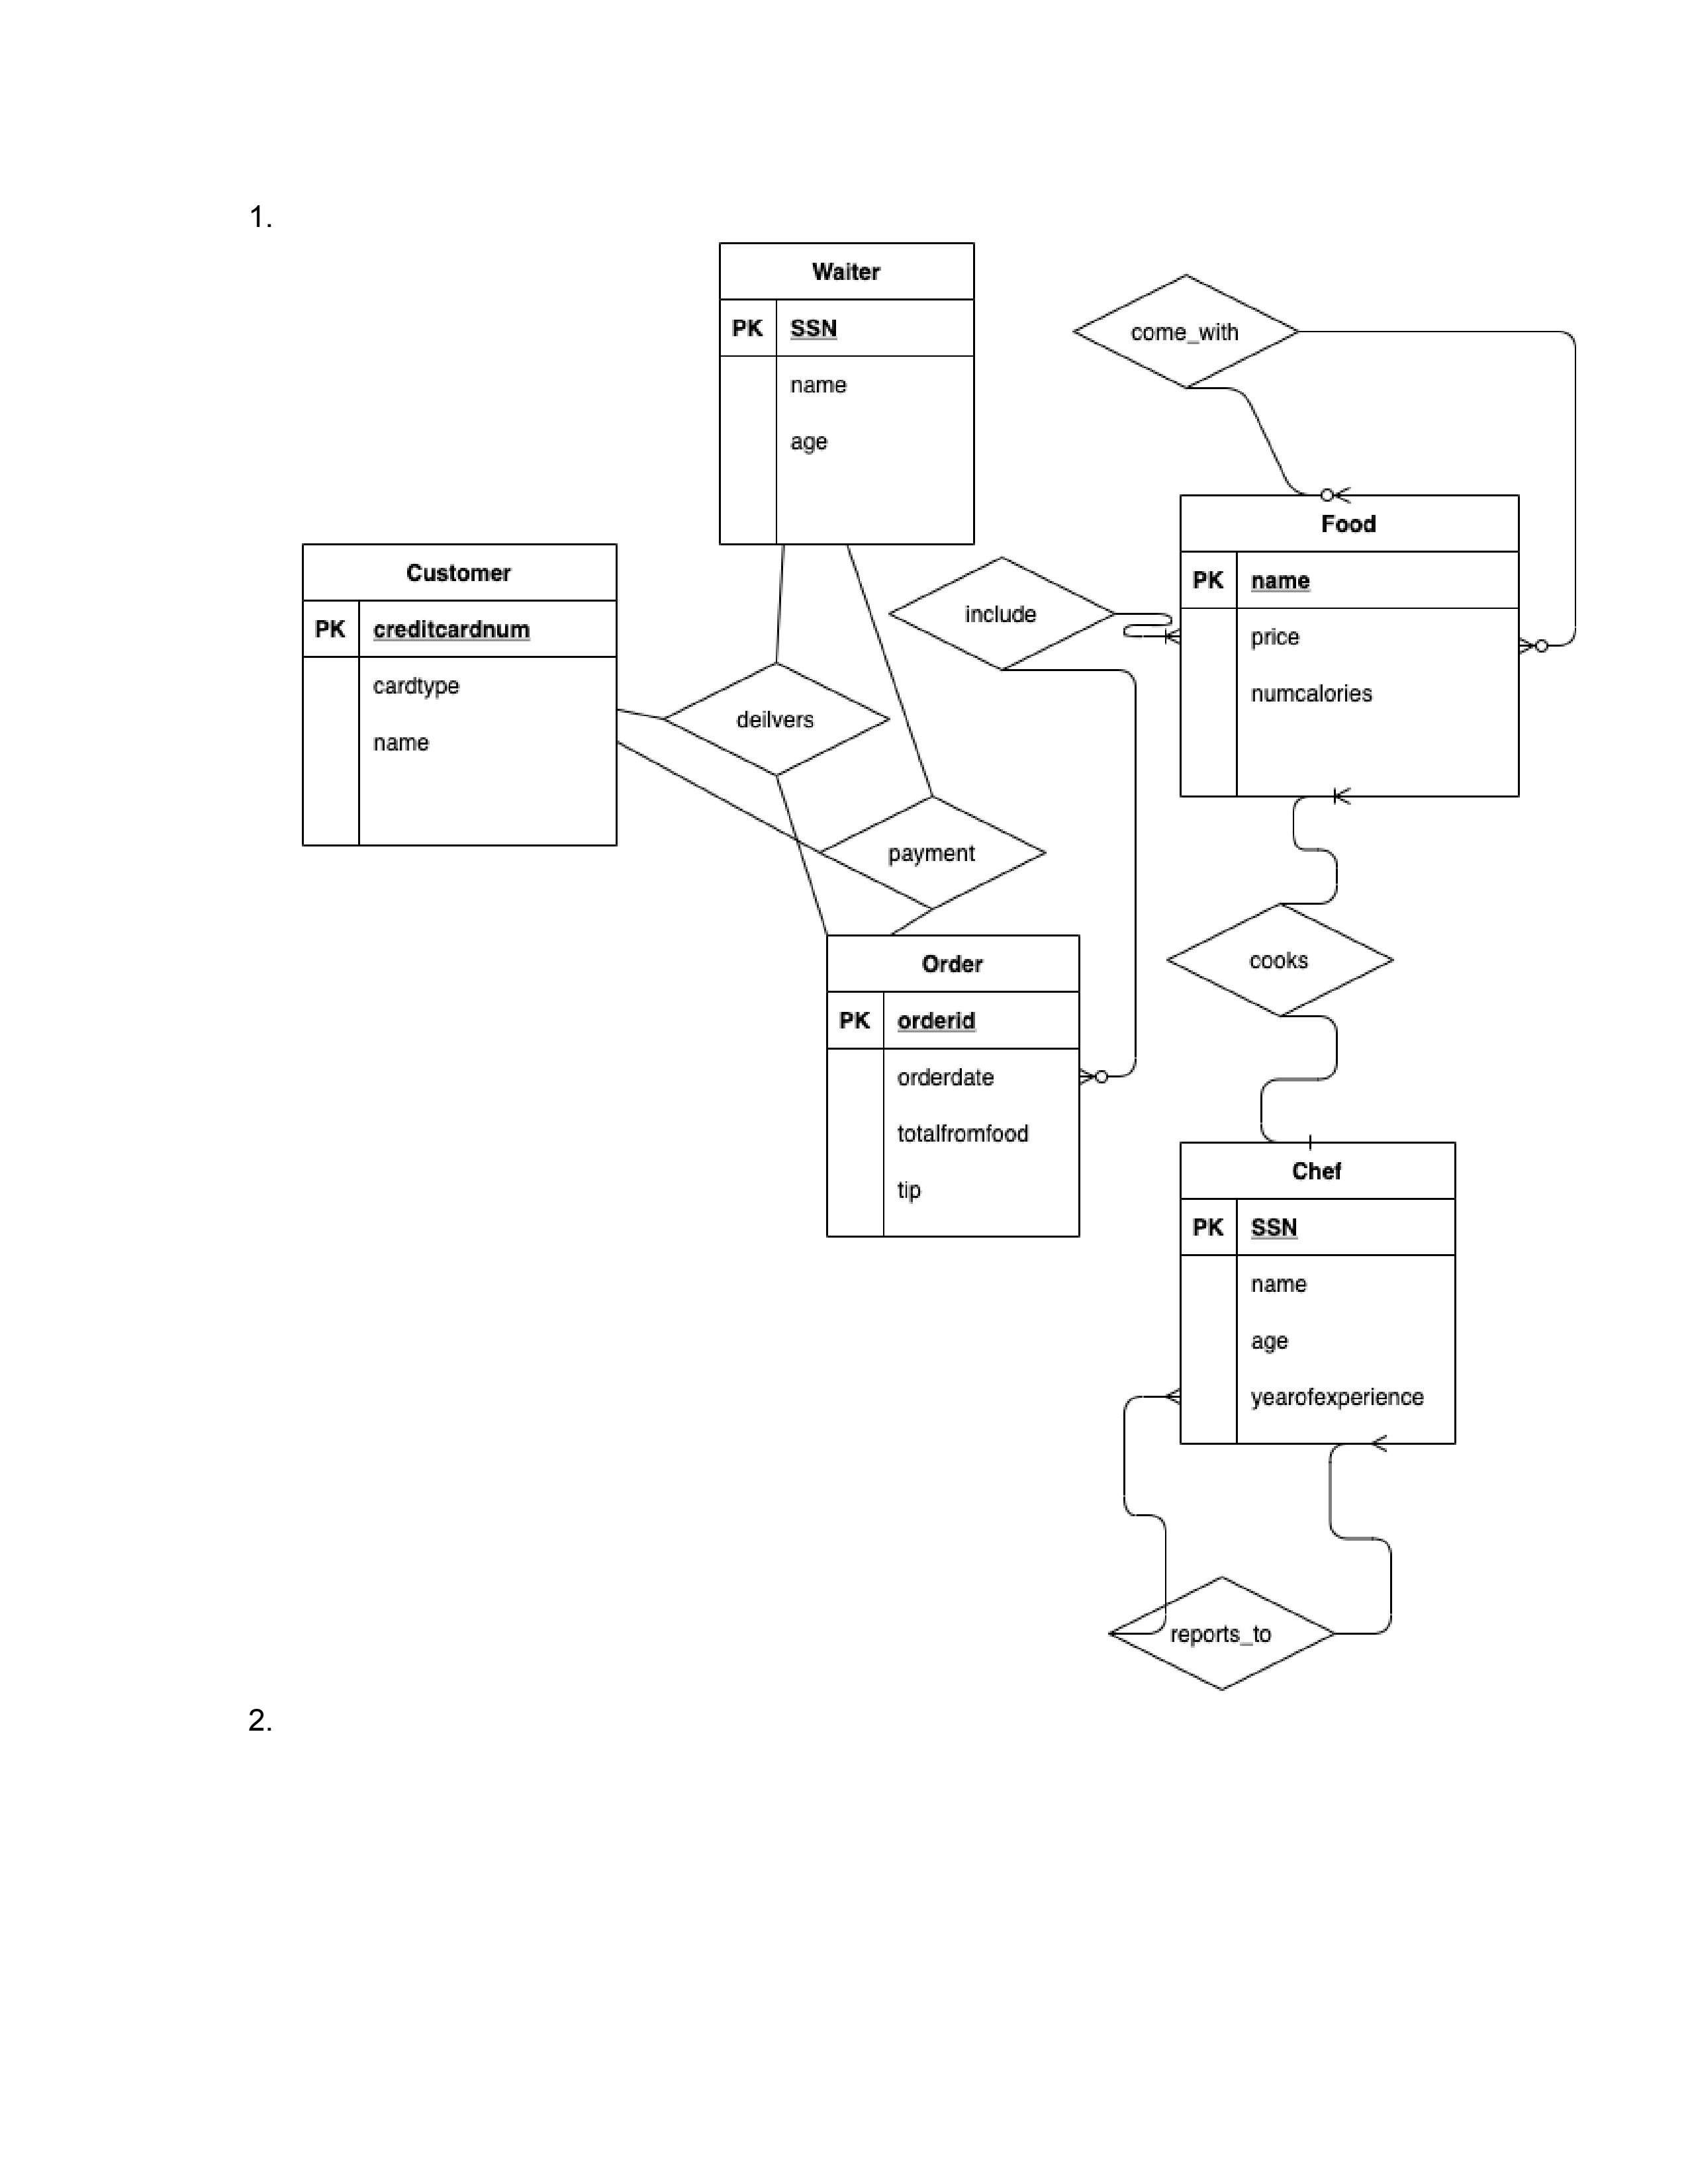 1.
Waiter
PK SSN
name
age
come_with
Food
PK name
price
numcalories
include
Customer
PK creditcardnum
cardtype
name
deilvers
payment
Order
PK orderid
orderdate
totalfromfood
tip
cooks
Chef
PK SSN
name
age
yearofexperience
reports_to
2.